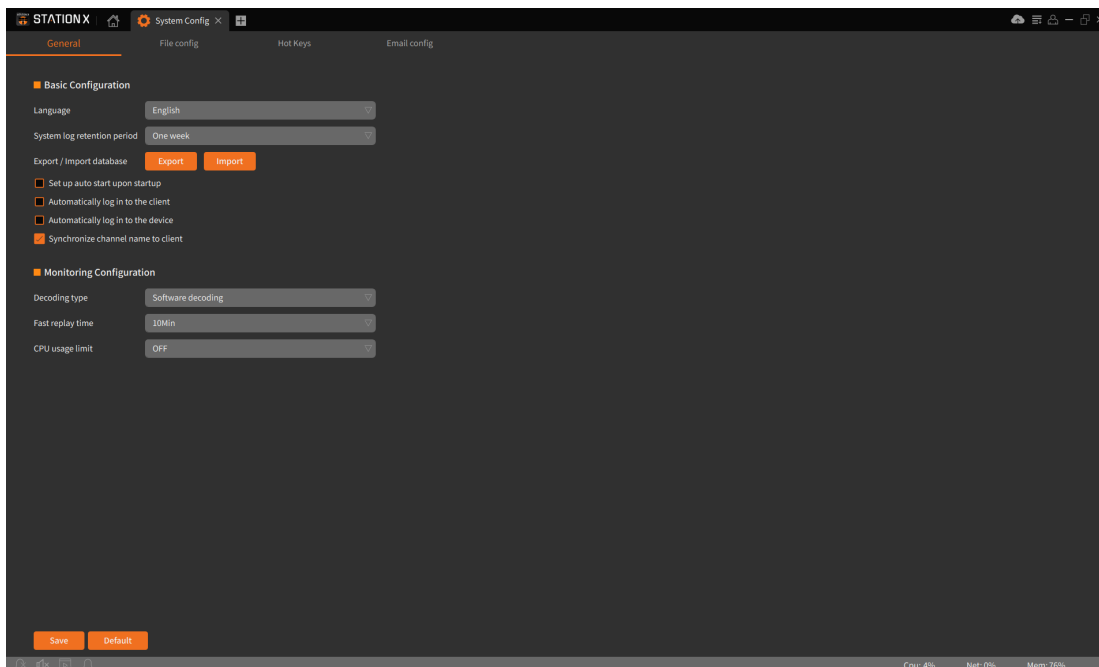 STATION X
System Config
General File config Hot Keys Email config
Basic Configuration
Language English
System log retention period One week
Export / Import database Export Import
Set up auto start upon startup
Automatically log in to the client
Automatically log in to the device
Synchronize channel name to client
Monitoring Configuration
Decoding type Software decoding
Fast replay time 10Min
CPU usage limit OFF
Save Default
Cpu: 4% Net: 0% Mem: 76%